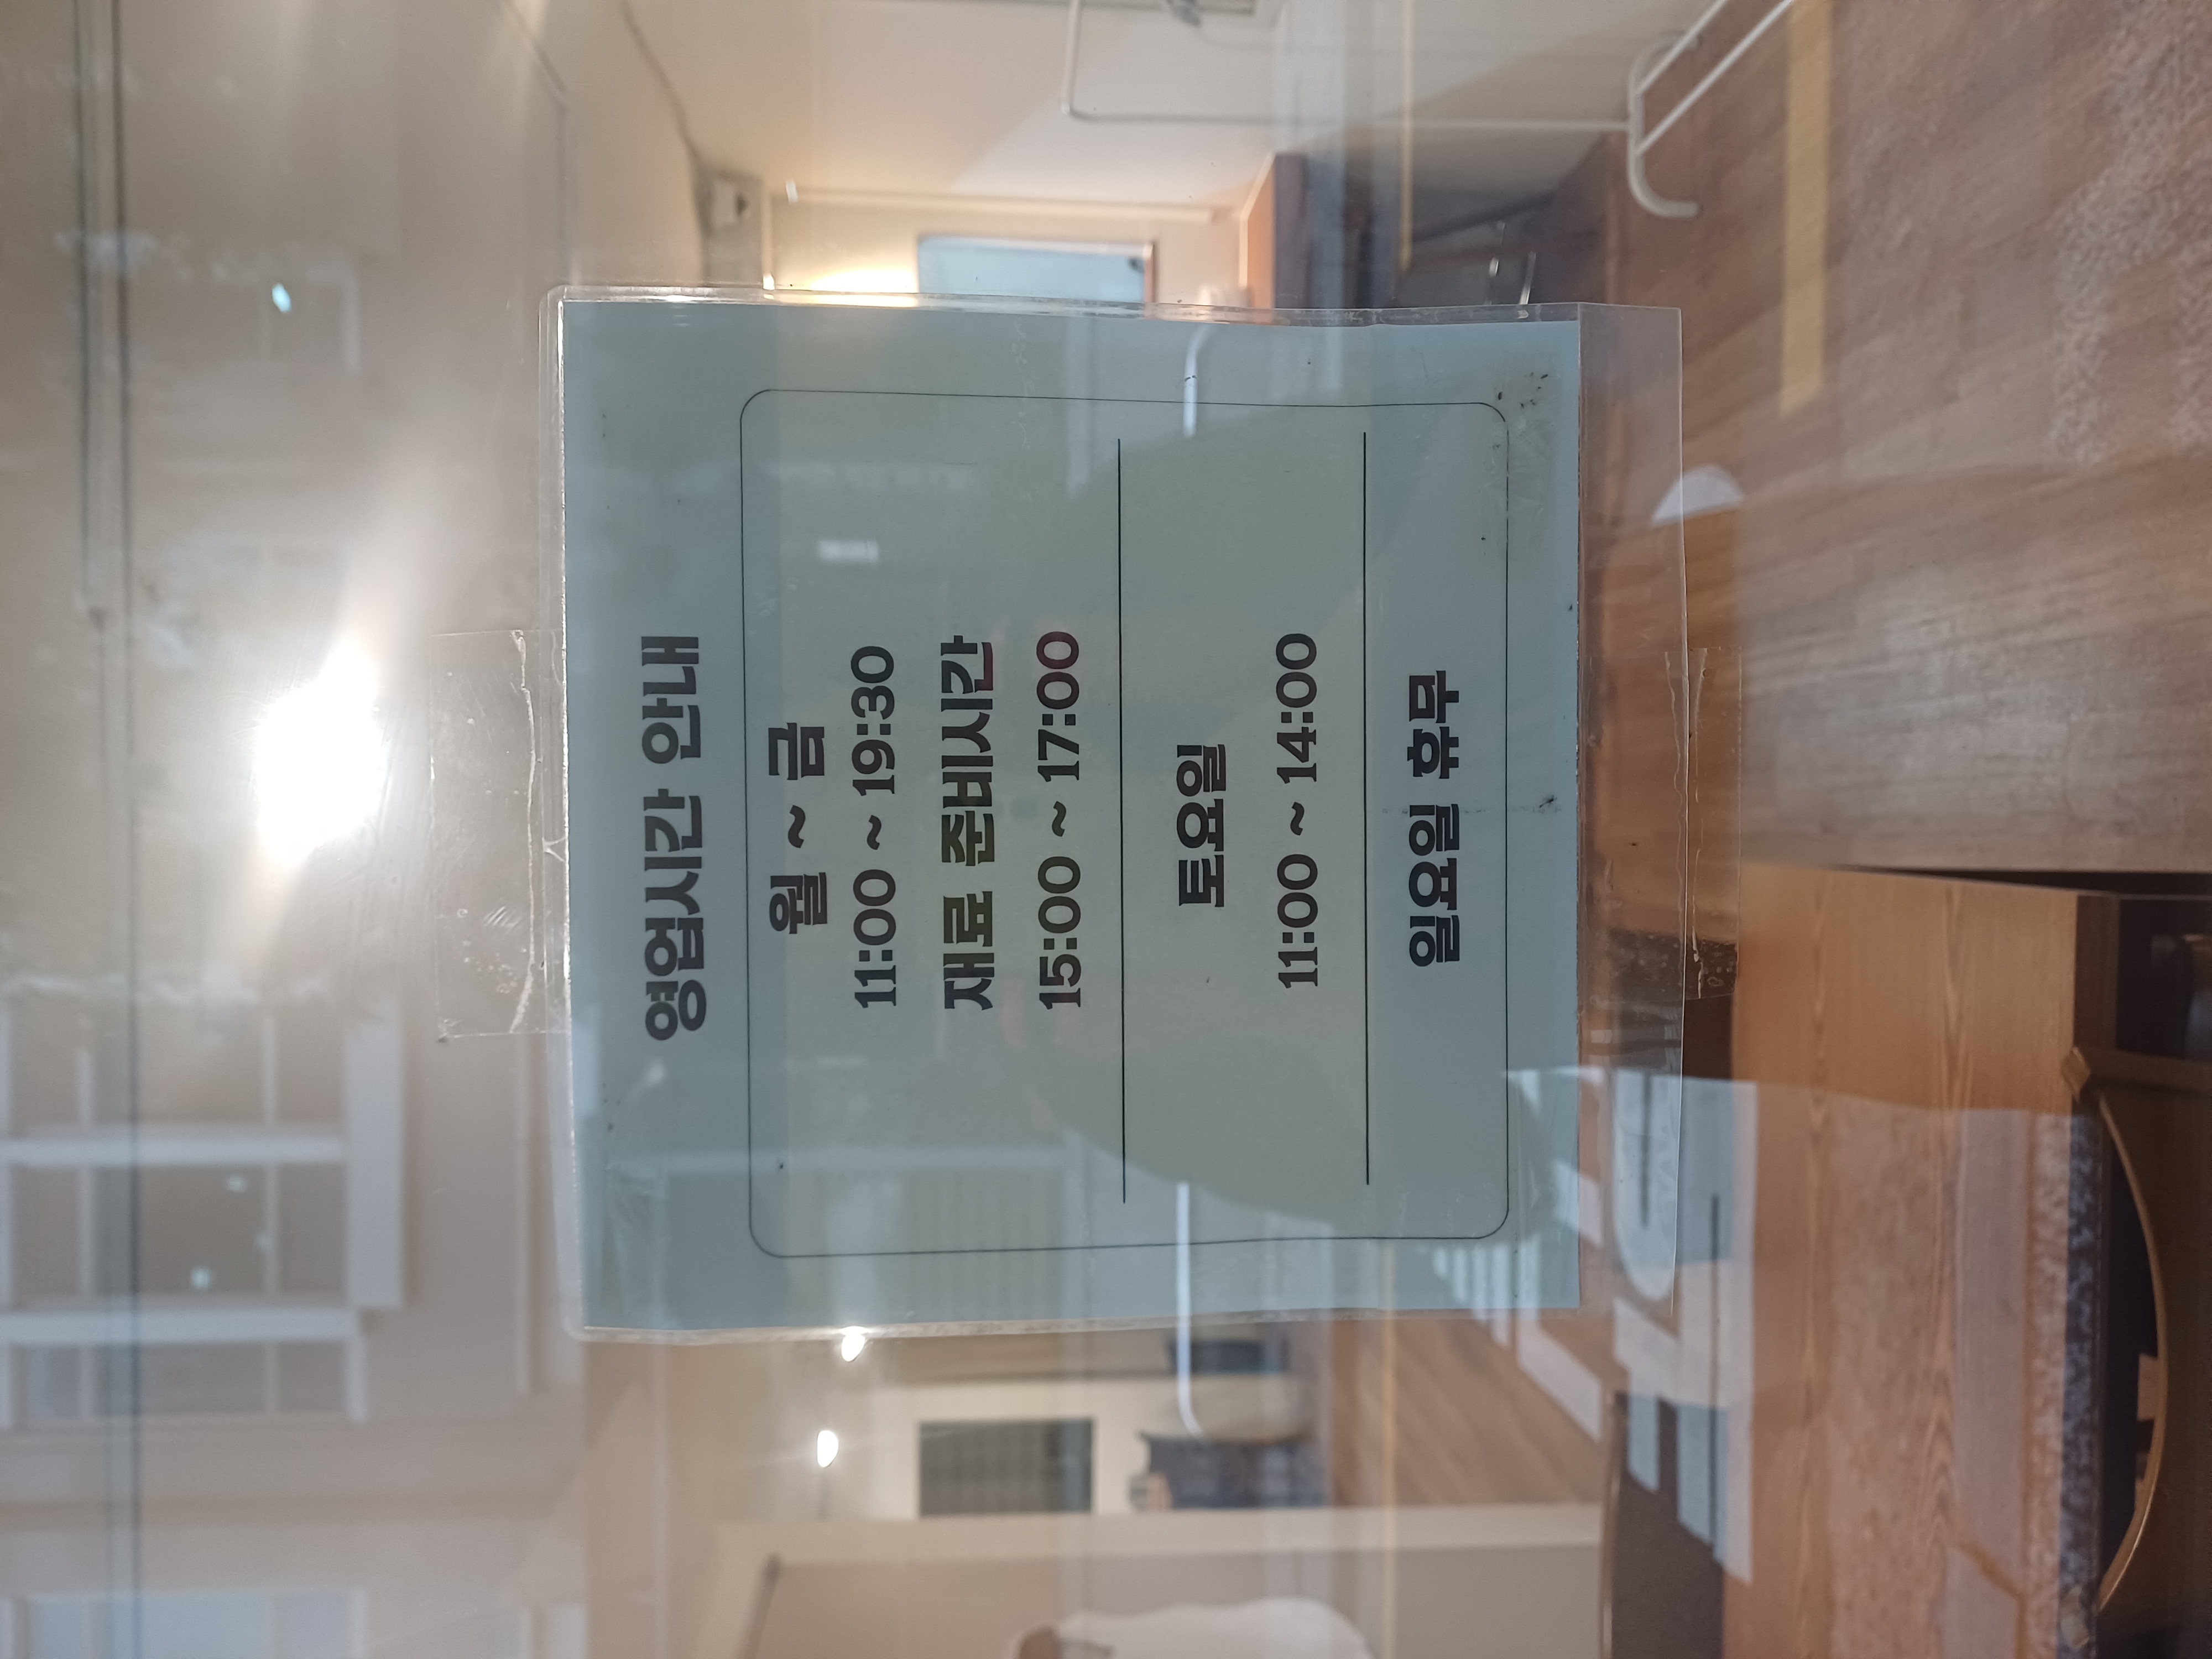 영업시간 안내
월 ~ 금
11:00 ~ 19:30
재료 준비시간
15:00 ~ 17:00
토요일
11:00 ~ 14:00
일요일 휴무